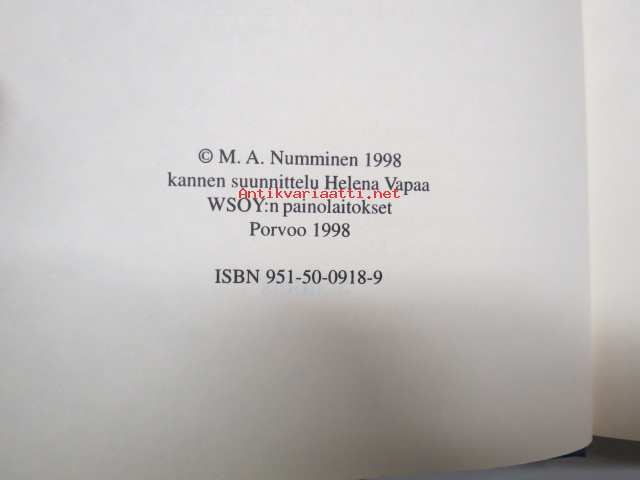 © M. A. Numminen 1998
kannen suunnittelu Helena Vapaa
Antikvariaatti.net
WSOY:n painolaitokset
Porvoo 1998
ISBN 951-50-0918-9